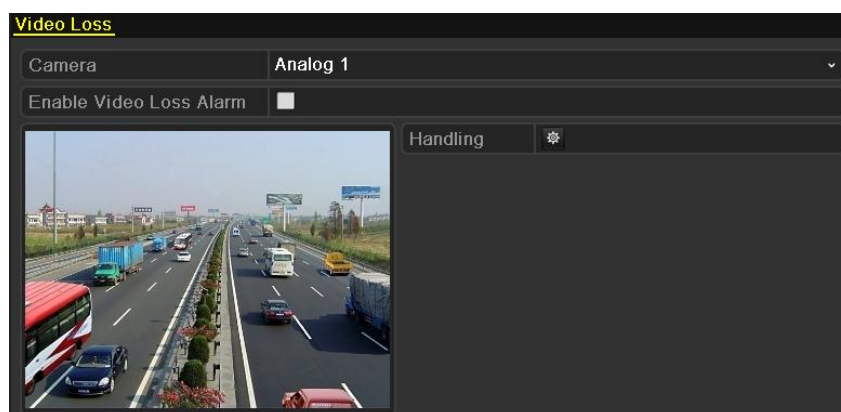 Video Loss
Camera Analog 1
Enable Video Loss Alarm
Handling